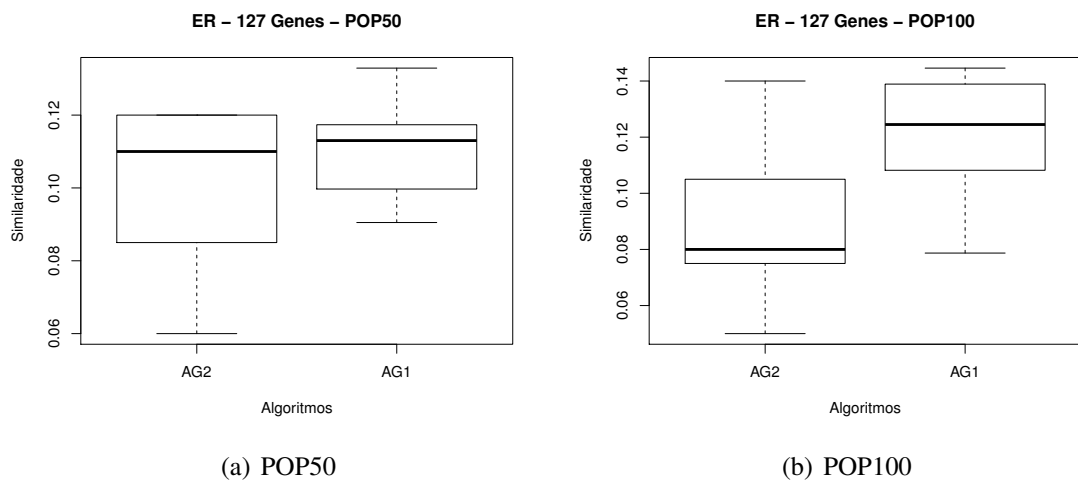 ER − 127 Genes − POP50
Similaridade
0.12
0.10
0.08
0.06
AG2 AG1
Algoritmos
(a) POP50
ER − 127 Genes − POP100
Similaridade
0.14
0.12
0.10
0.08
0.06
AG2 AG1
Algoritmos
(b) POP100